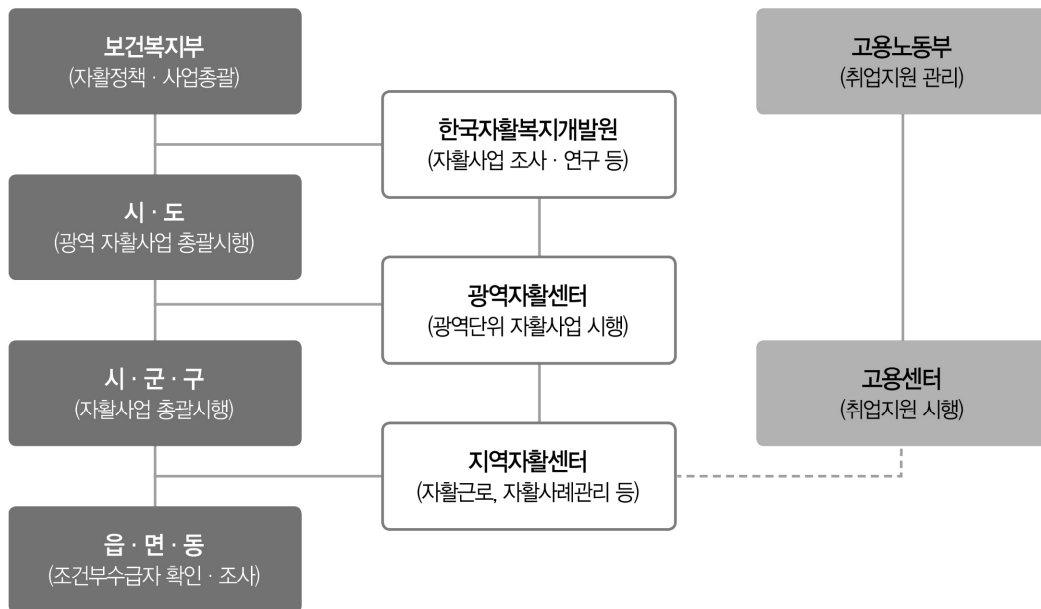 보건복지부
(자활정책 · 사업총괄)
고용노동부
(취업지원 관리)
한국자활복지개발원
(자활사업 조사 · 연구 등)
시 · 도
(광역 자활사업 총괄시행)
광역자활센터
(광역단위 자활사업 시행)
시 · 군 · 구
(자활사업 총괄시행)
고용센터
(취업지원 시행)
지역자활센터
(자활근로, 자활사례관리 등)
읍 · 면 · 동
(조건부수급자 확인 · 조사)